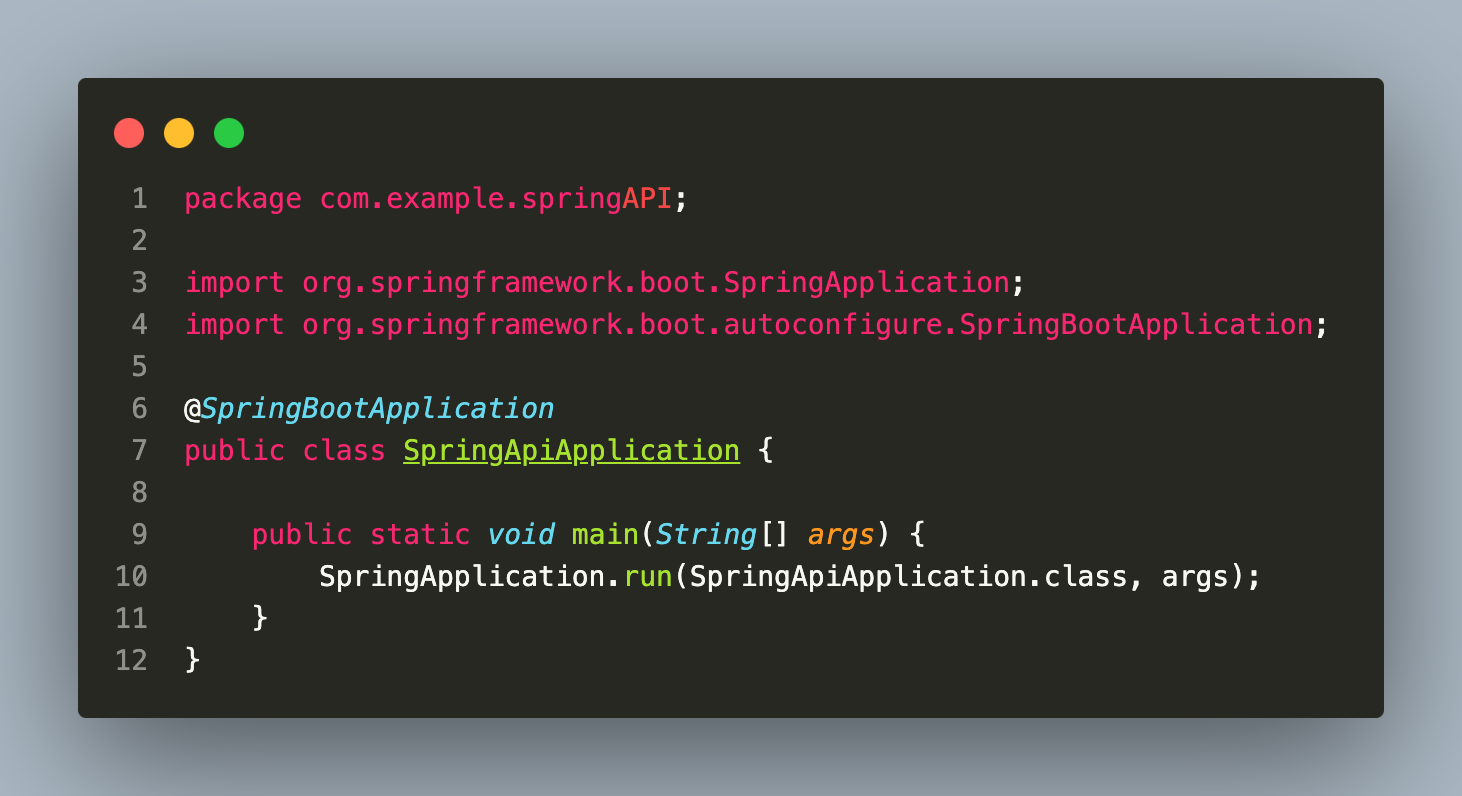 1 package com.example.springAPI;
2
3 import org.springframework.boot.SpringApplication;
4 import org.springframework.boot.autoconfigure.SpringBootApplication;
5
6 @SpringBootApplication
7 public class SpringApiApplication {
8
9     public static void main(String[] args) {
10         SpringApplication.run(SpringApiApplication.class, args);
11     }
12 }